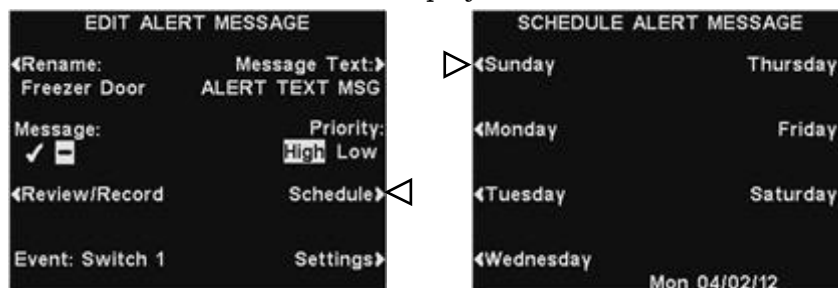 EDIT ALERT MESSAGE
Rename: Message Text:
Freezer Door ALERT TEXT MSG
Message: Priority:
High Low
Review/Record Schedule
Event: Switch 1 Settings
SCHEDULE ALERT MESSAGE
Sunday Thursday
Monday Friday
Tuesday Saturday
Wednesday
Mon 04/02/12